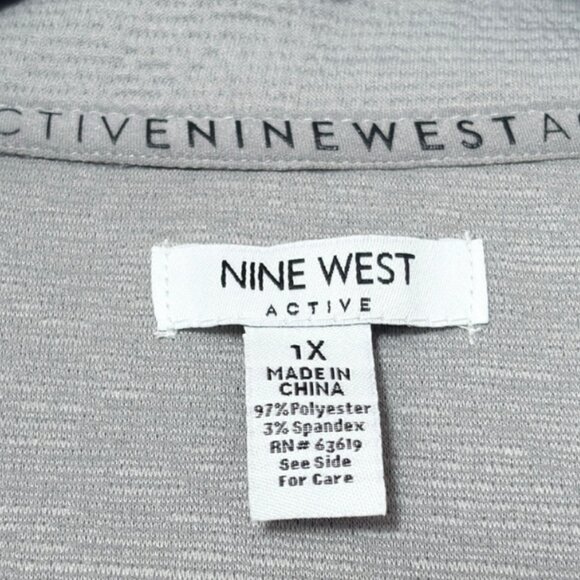 CTIVENINEWESTA
NINE WEST
ACTIVE
1X
MADE IN
CHINA
97% Polyester
3% Spandex
RN# 63619
See Side
For Care